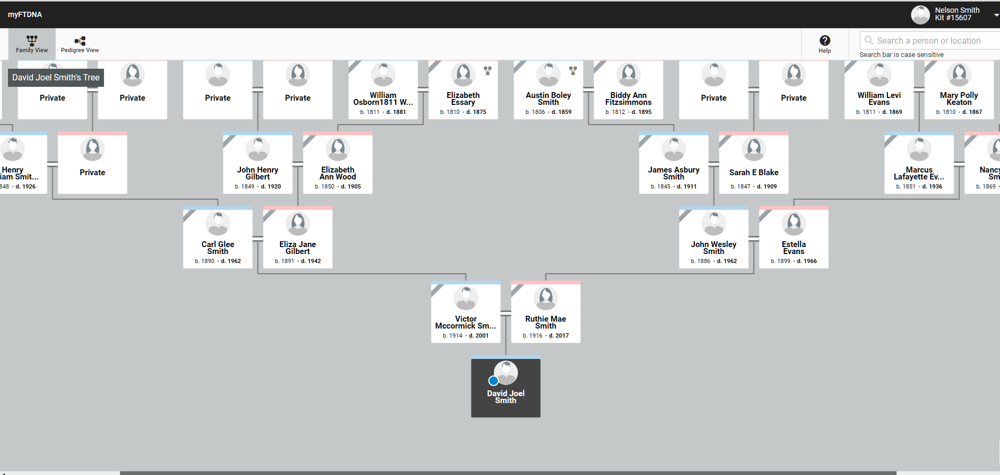 myFTDNA
Nelson Smith
Kit #15607
Family View
Pedigree View
Help
Search a person or location
Search bar is case sensitive
David Joel Smith's Tree
Private
Private
Private
Private
William
Osborn1811 W...
b. 1811 - d. 1881
Elizabeth
Essary
b. 1810 - d. 1875
Austin Boley
Smith
b. 1806 - d. 1859
Biddy Ann
Fitzsimmons
b. 1812 - d. 1895
Private
Private
William Levi
Evans
b. 1811 - d. 1869
Mary Polly
Keaton
b. 1810 - d. 1867
Henry
iam Smit...
848 - d. 1926
Private
John Henry
Gilbert
b. 1849 - d. 1920
Elizabeth
Ann Wood
b. 1850 - d. 1905
James Asbury
Smith
b. 1845 - d. 1911
Sarah E Blake
b. 1847 - d. 1909
Marcus
Lafayette Ev...
b. 1851 - d. 1936
Nancy
Sm
b. 1869 -
Carl Glee
Smith
b. 1890 - d. 1962
Eliza Jane
Gilbert
b. 1891 - d. 1942
John Wesley
Smith
b. 1886 - d. 1962
Estella
Evans
b. 1899 - d. 1966
Victor
Mccormick Sm...
b. 1914 - d. 2001
Ruthie Mae
Smith
b. 1916 - d. 2017
David Joel
Smith